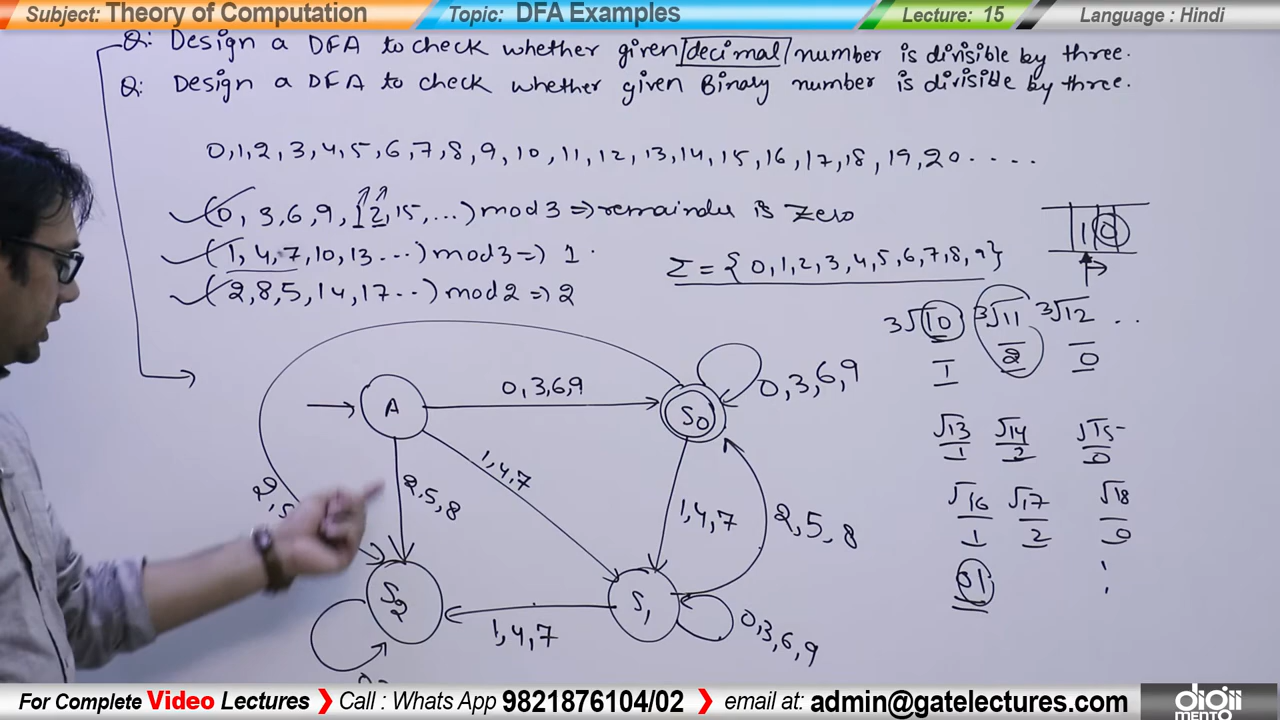 Subject: Theory of Computation Topic: DFA Examples Lecture: 15 Language : Hindi
Q: Design a DFA to check whether given decimal number is divisible by three.
Q: Design a DFA to check whether given Binary number is divisible by three.
0,1,2,3,4,5,6,7,8,9,10,11,12,13,14,15,16,17,18,19,20.....
(0, 3,6,9,12,15,...) mod 3 ⇒ remainder is zero
(1, 4,7,10,13...) mod 3 ⇒ 1
(2,8,5,14,17...) mod 2 ⇒ 2
Σ = {0,1,2,3,4,5,6,7,8,9}
1 0
3√10 3√11 3√12 ..
1 2 0
√13 √14 √15
1 2 0
√16 √17 √18
1 2 0
A
0,3,6,9
S0
0,3,6,9
1,4,7
2,5,8
2,5
1,4,7
2,5,8
S2
1,4,7
S1
0,3,6,9
For Complete Video Lectures ❯ Call : Whats App 9821876104/02 ❯ email at: admin@gatelectures.com digii MENTO